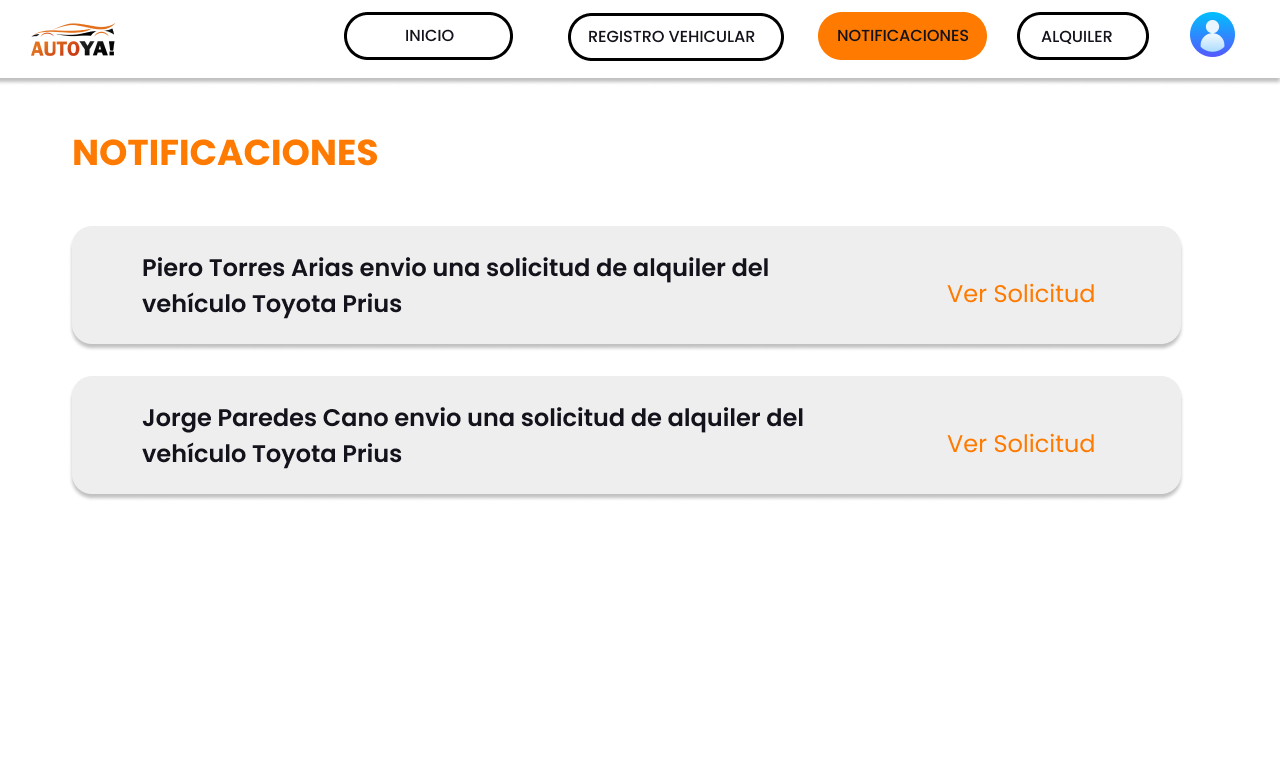 AUTOYA!
INICIO
REGISTRO VEHICULAR
NOTIFICACIONES
ALQUILER
NOTIFICACIONES
Piero Torres Arias envio una solicitud de alquiler del
vehículo Toyota Prius
Ver Solicitud
Jorge Paredes Cano envio una solicitud de alquiler del
vehículo Toyota Prius
Ver Solicitud